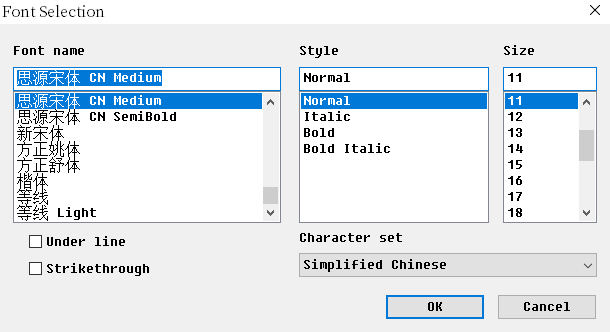 Font Selection
Font name
Style
Size
思源宋体 CN Medium
Normal
11
思源宋体 CN Medium
思源宋体 CN SemiBold
新宋体
方正姚体
方正舒体
楷体
等线
等线 Light
Normal
Italic
Bold
Bold Italic
11
12
13
14
15
16
17
18
Under line
Strikethrough
Character set
Simplified Chinese
OK
Cancel